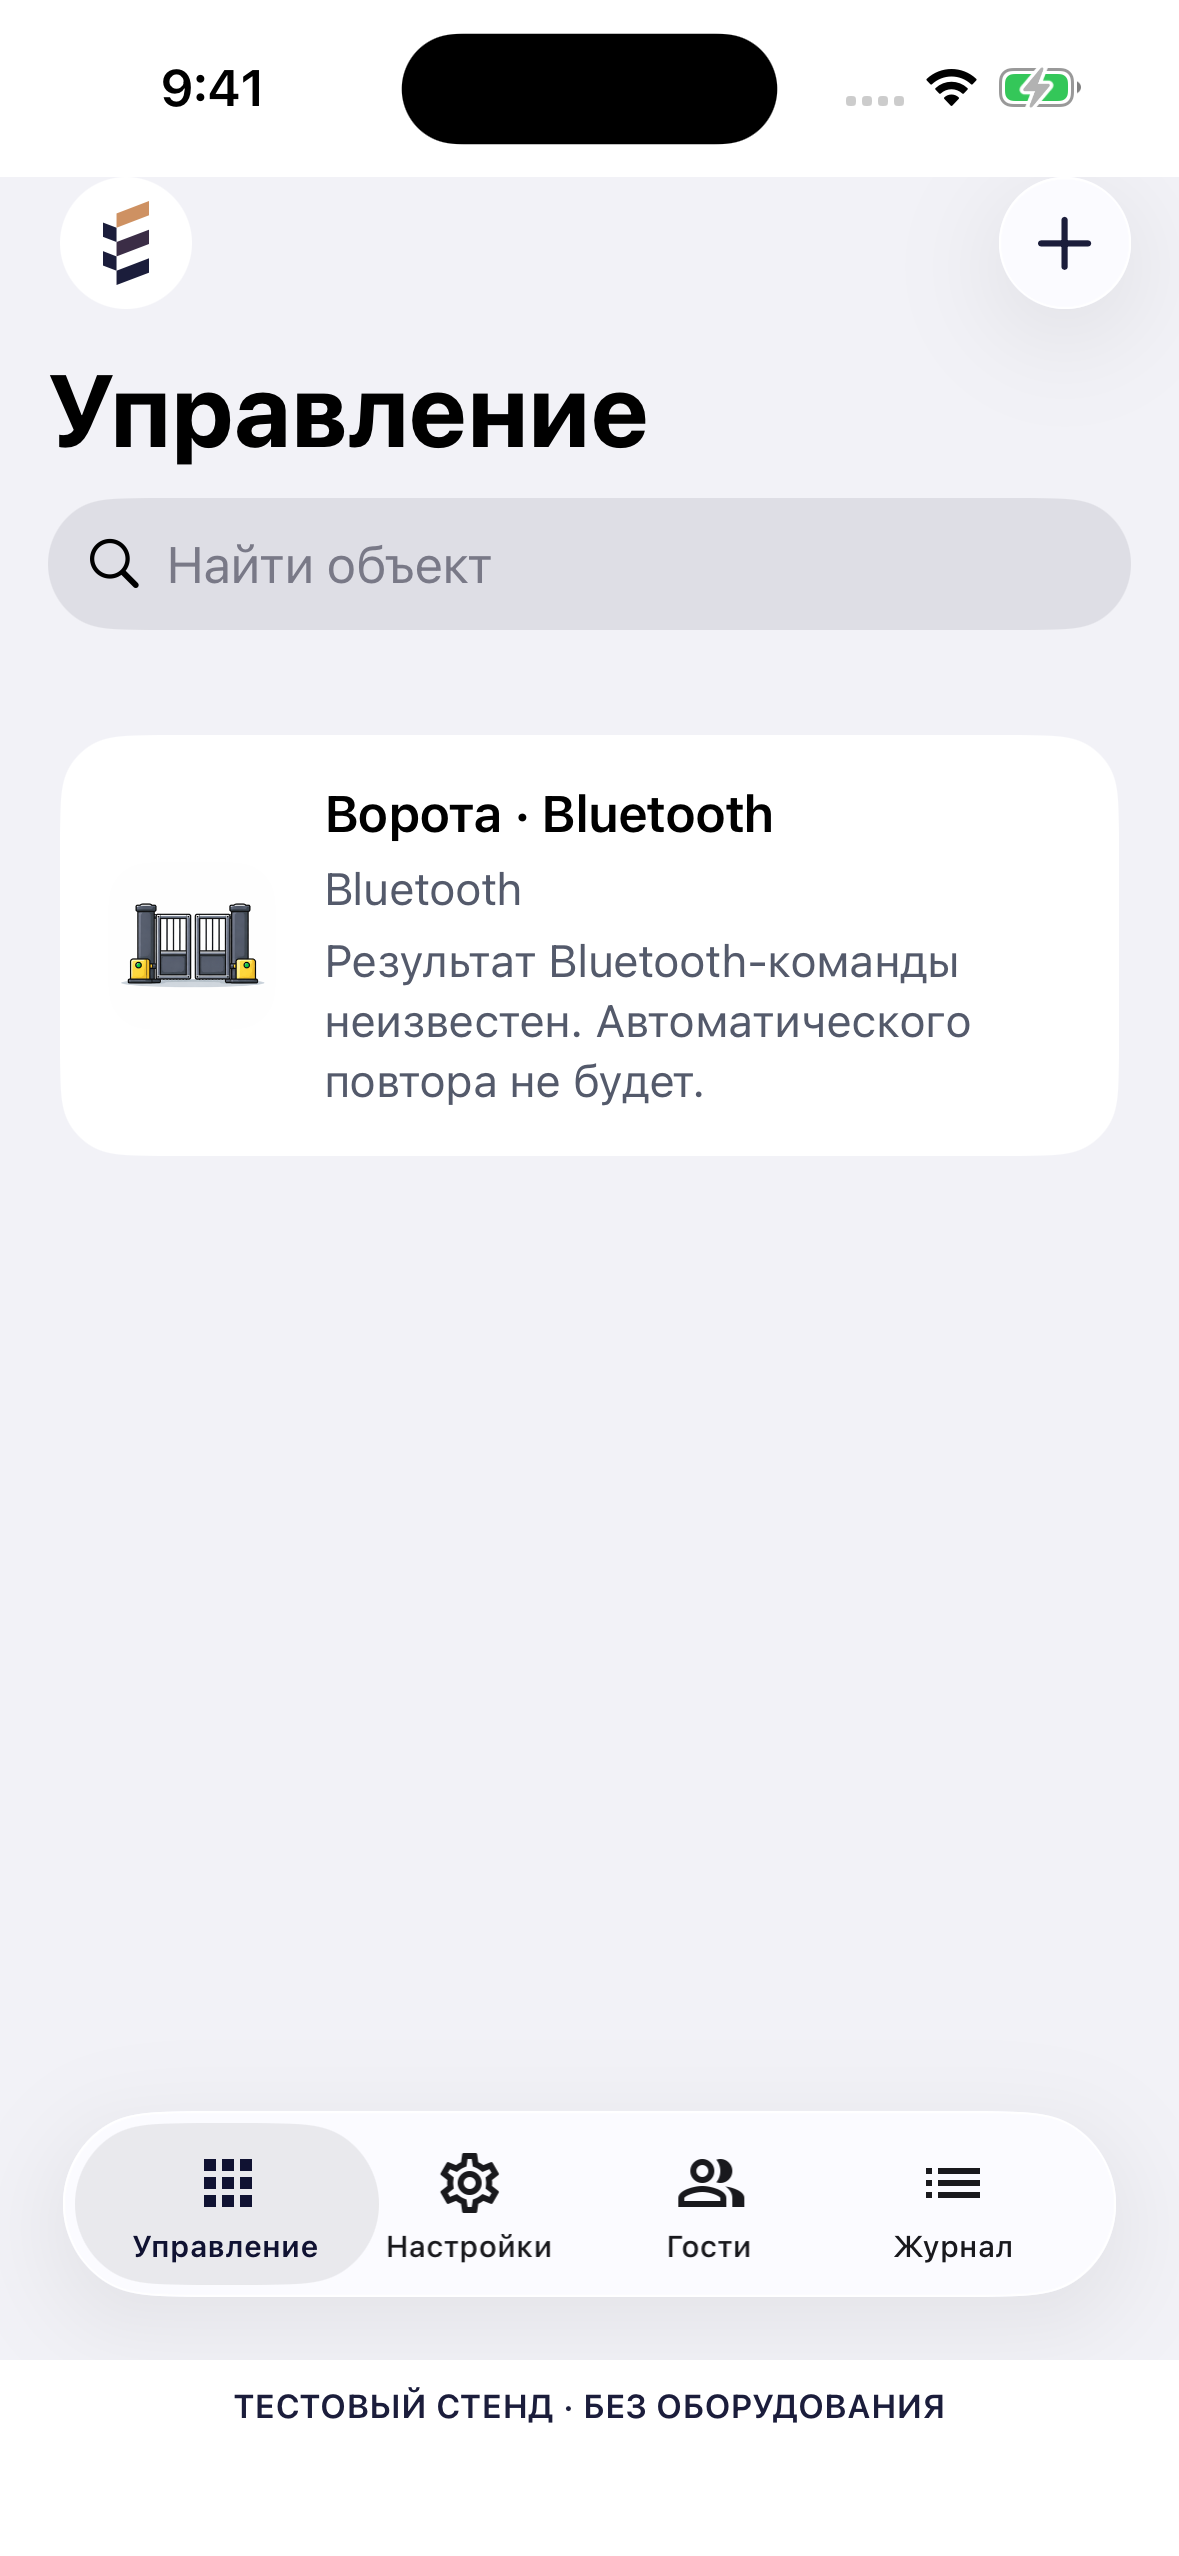 9:41
Управление
Найти объект
Ворота · Bluetooth
Bluetooth
Результат Bluetooth-команды
неизвестен. Автоматического
повтора не будет.
Управление
Настройки
Гости
Журнал
ТЕСТОВЫЙ СТЕНД · БЕЗ ОБОРУДОВАНИЯ